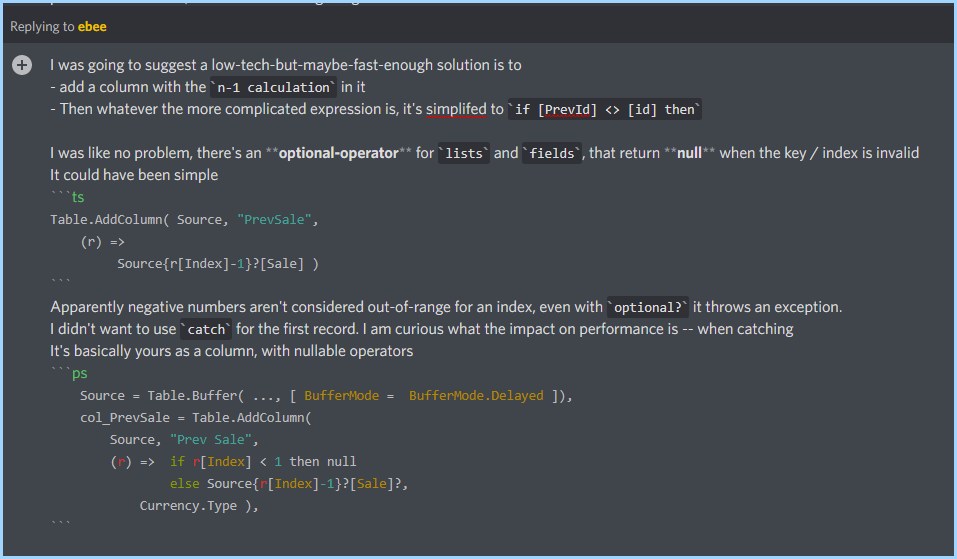 Replying to ebee
I was going to suggest a low-tech-but-maybe-fast-enough solution is to
- add a column with the `n-1 calculation` in it
- Then whatever the more complicated expression is, it's simplifed to `if [PrevId] <> [id] then`
I was like no problem, there's an **optional-operator** for `lists` and `fields`, that return **null** when the key / index is invalid
It could have been simple
```ts
Table.AddColumn( Source, "PrevSale",
(r) =>
Source{r[Index]-1}?[Sale] )
```
Apparently negative numbers aren't considered out-of-range for an index, even with `optional?` it throws an exception.
I didn't want to use `catch` for the first record. I am curious what the impact on performance is -- when catching
It's basically yours as a column, with nullable operators
```ps
Source = Table.Buffer( ..., [ BufferMode = BufferMode.Delayed ]),
col_PrevSale = Table.AddColumn(
Source, "Prev Sale",
(r) => if r[Index] < 1 then null
else Source{r[Index]-1}?[Sale]?,
Currency.Type ),
```